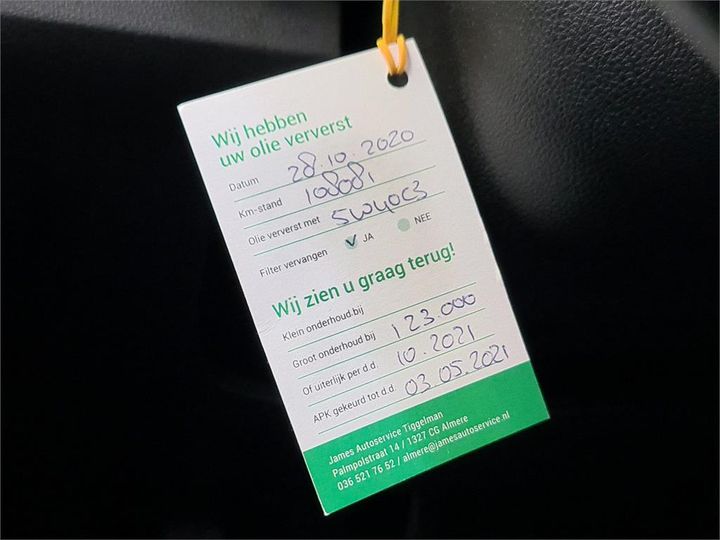 Wij hebben
uw olie ververst
Datum 28.10.2020
Km-stand 108081
Olie ververst met 5W40C3
Filter vervangen JA NEE
Wij zien u graag terug!
Klein onderhoud bij
Groot onderhoud bij 123.000
Of uiterlijk per d.d. 10.2021
APK gekeurd tot d.d. 03.05.2021
James Autoservice Tiggelman
Palmpolstraat 14 / 1327 CG Almere
036 521 76 52 / almere@jamesautoservice.nl